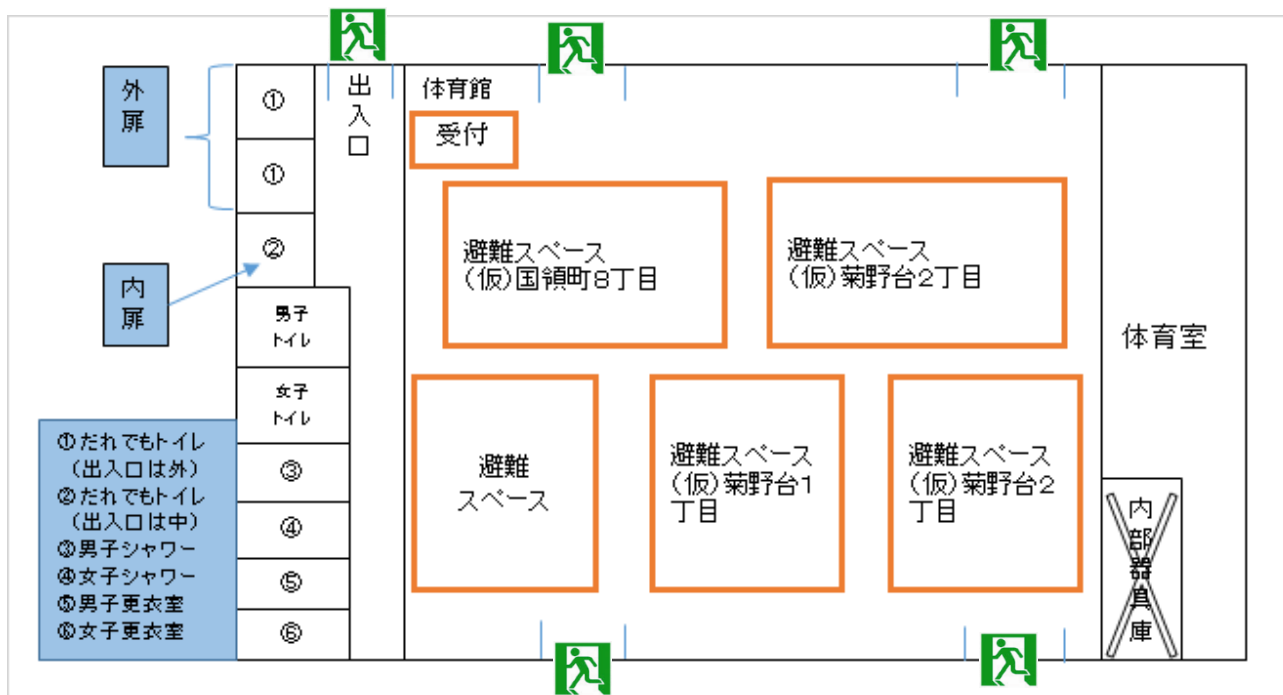 外
扉
①
①
②
出
入
口
体育館
受付
避難スペース
(仮)国領町8丁目
避難スペース
(仮)菊野台2丁目
内
扉
男子
トイレ
女子
トイレ
③
④
⑤
⑥
①だれでもトイレ
(出入口は外)
②だれでもトイレ
(出入口は中)
③男子シャワー
④女子シャワー
⑤男子更衣室
⑥女子更衣室
避難
スペース
避難スペース
(仮)菊野台1
丁目
避難スペース
(仮)菊野台2
丁目
体育室
内
部
器
具
庫